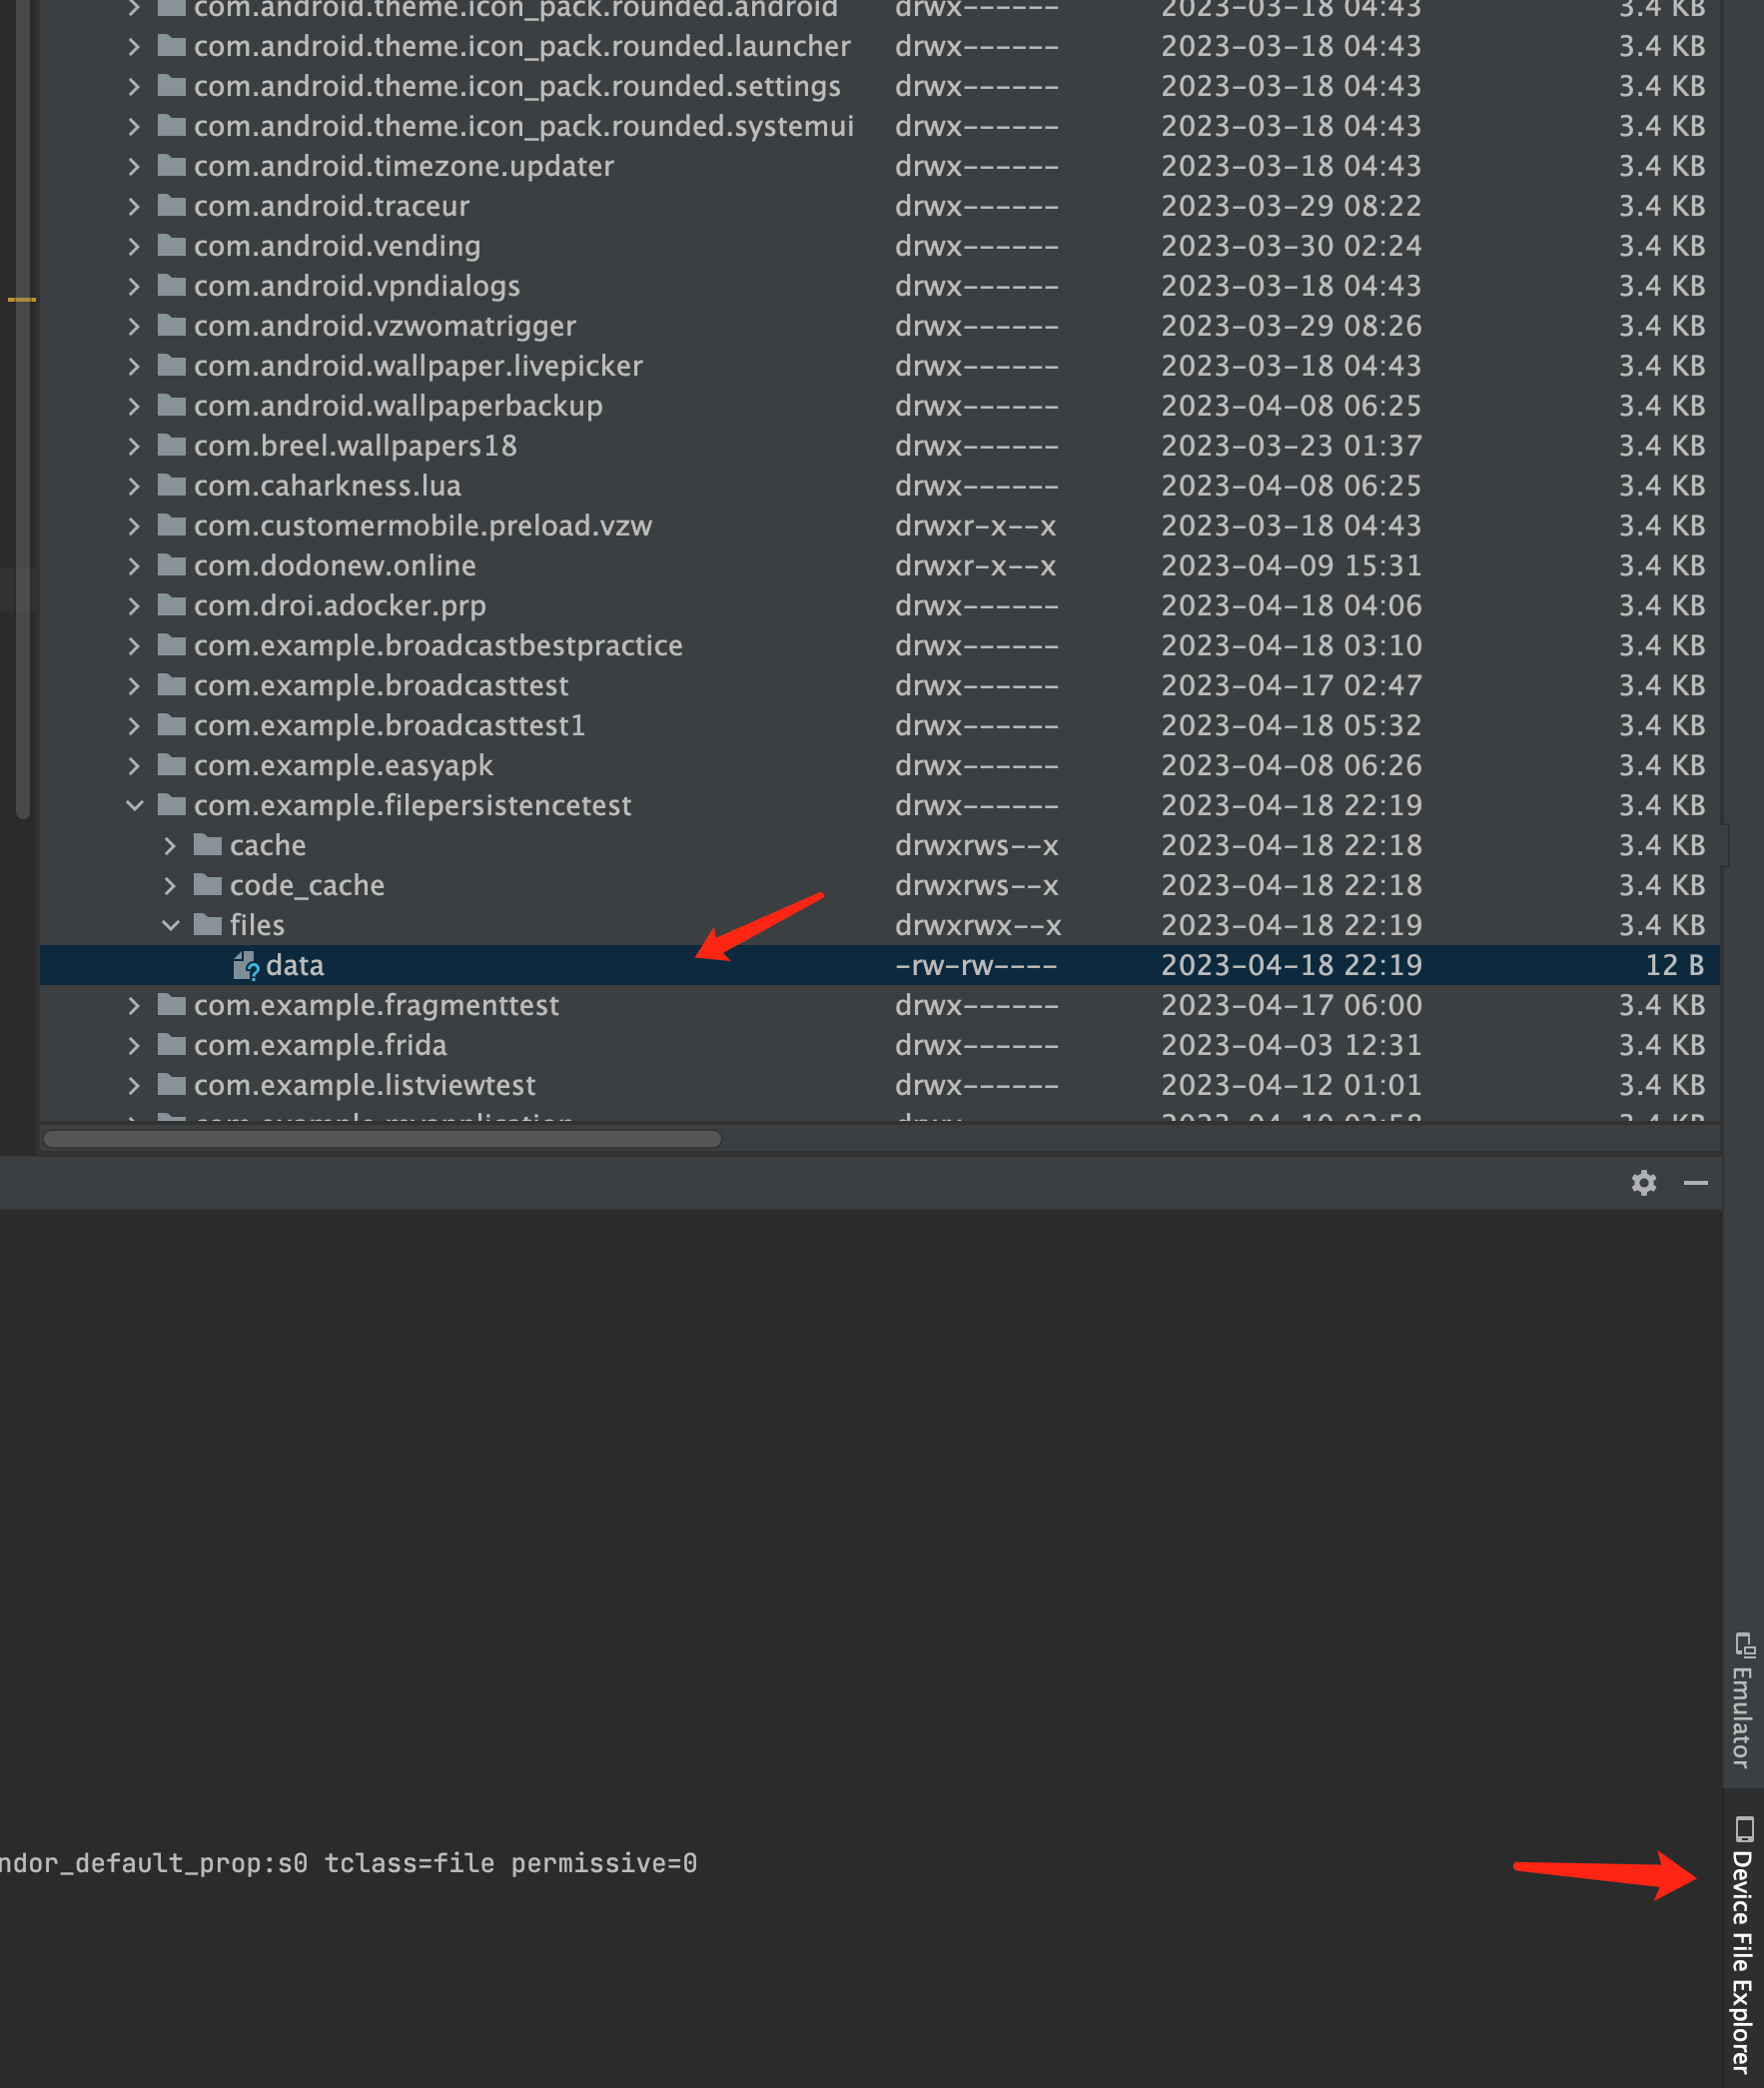 com.android.theme.icon_pack.rounded.android drwx------ 2023-03-18 04:43 3.4 KB
com.android.theme.icon_pack.rounded.launcher drwx------ 2023-03-18 04:43 3.4 KB
com.android.theme.icon_pack.rounded.settings drwx------ 2023-03-18 04:43 3.4 KB
com.android.theme.icon_pack.rounded.systemui drwx------ 2023-03-18 04:43 3.4 KB
com.android.timezone.updater drwx------ 2023-03-18 04:43 3.4 KB
com.android.traceur drwx------ 2023-03-29 08:22 3.4 KB
com.android.vending drwx------ 2023-03-30 02:24 3.4 KB
com.android.vpndialogs drwx------ 2023-03-18 04:43 3.4 KB
com.android.vzwomatrigger drwx------ 2023-03-29 08:26 3.4 KB
com.android.wallpaper.livepicker drwx------ 2023-03-18 04:43 3.4 KB
com.android.wallpaperbackup drwx------ 2023-04-08 06:25 3.4 KB
com.breel.wallpapers18 drwx------ 2023-03-23 01:37 3.4 KB
com.caharkness.lua drwx------ 2023-04-08 06:25 3.4 KB
com.customermobile.preload.vzw drwxr-x--x 2023-03-18 04:43 3.4 KB
com.dodonew.online drwxr-x--x 2023-04-09 15:31 3.4 KB
com.droi.adocker.prp drwx------ 2023-04-18 04:06 3.4 KB
com.example.broadcastbestpractice drwx------ 2023-04-18 03:10 3.4 KB
com.example.broadcasttest drwx------ 2023-04-17 02:47 3.4 KB
com.example.broadcasttest1 drwx------ 2023-04-18 05:32 3.4 KB
com.example.easyapk drwx------ 2023-04-08 06:26 3.4 KB
com.example.filepersistencetest drwx------ 2023-04-18 22:19 3.4 KB
cache drwxrws--x 2023-04-18 22:18 3.4 KB
code_cache drwxrws--x 2023-04-18 22:18 3.4 KB
files drwxrwx--x 2023-04-18 22:19 3.4 KB
data -rw-rw---- 2023-04-18 22:19 12 B
com.example.fragmenttest drwx------ 2023-04-17 06:00 3.4 KB
com.example.frida drwx------ 2023-04-03 12:31 3.4 KB
com.example.listviewtest drwx------ 2023-04-12 01:01 3.4 KB
Emulator
ndor_default_prop:s0 tclass=file permissive=0
Device File Explorer